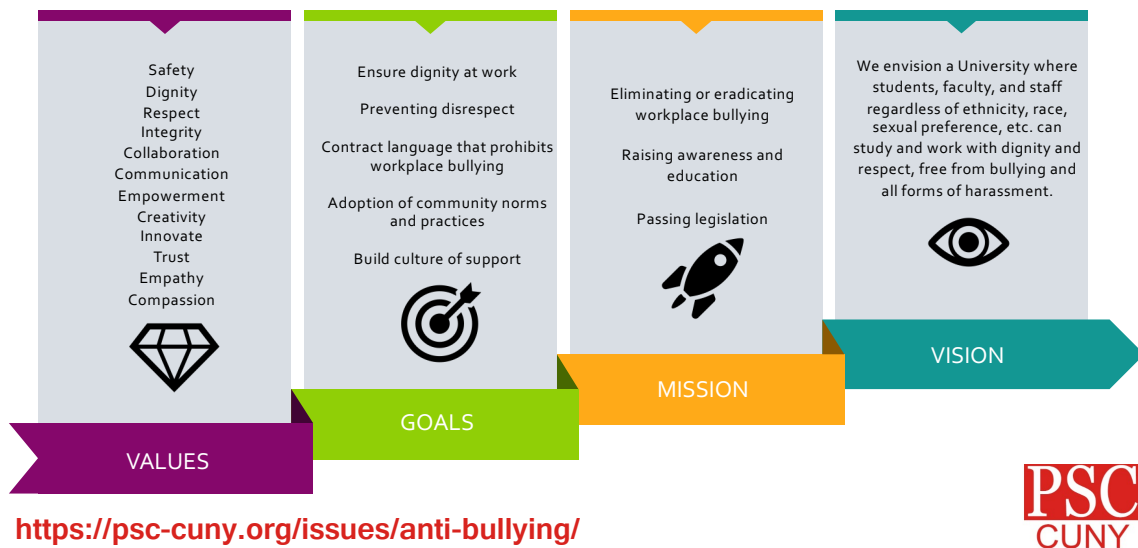 Safety
Dignity
Respect
Integrity
Collaboration
Communication
Empowerment
Creativity
Innovate
Trust
Empathy
Compassion
VALUES
Ensure dignity at work
Preventing disrespect
Contract language that prohibits
workplace bullying
Adoption of community norms
and practices
Build culture of support
GOALS
Eliminating or eradicating
workplace bullying
Raising awareness and
education
Passing legislation
MISSION
We envision a University where
students, faculty, and staff
regardless of ethnicity, race,
sexual preference, etc. can
study and work with dignity and
respect, free from bullying and
all forms of harassment.
VISION
https://psc-cuny.org/issues/anti-bullying/
PSC
CUNY